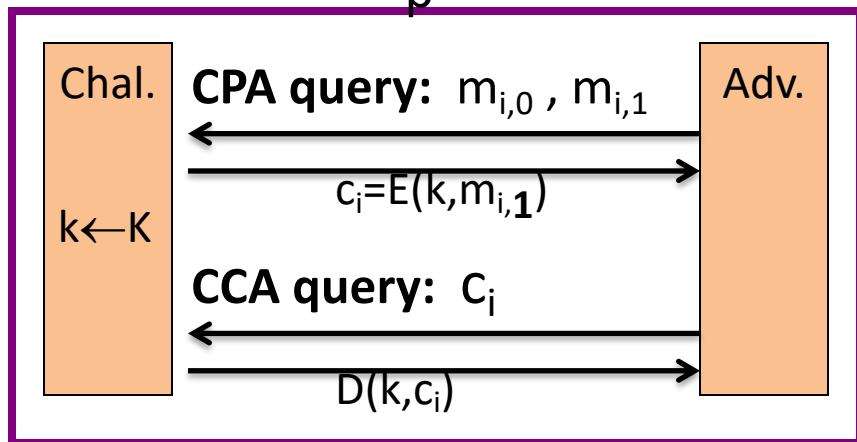 p
Chal.
CPA query: m_{i,0} , m_{i,1}
Adv.
c_i=E(k,m_{i,1})
k←K
CCA query: c_i
D(k,c_i)